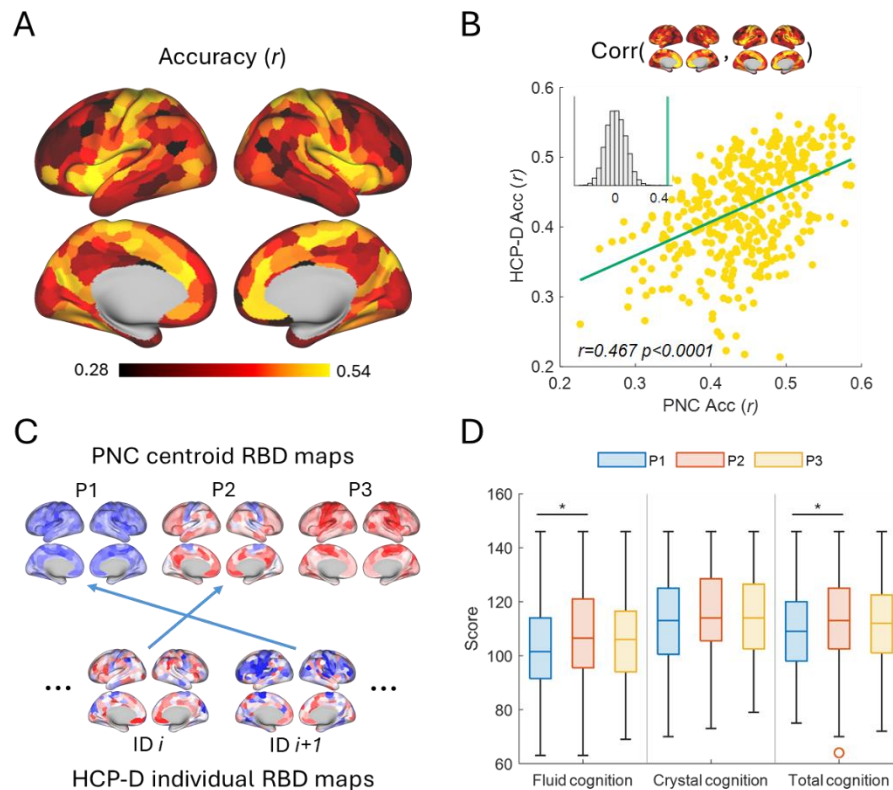 A
Accuracy (r)
0.28
0.54
B
Corr( , )
0.6
0.5
0.4
0.3
0.2
HCP-D Acc (r)
0 0.4
r=0.467 p<0.0001
0.2 0.3 0.4 0.5 0.6
PNC Acc (r)
C
PNC centroid RBD maps
P1 P2 P3
... ...
ID i ID i+1
HCP-D individual RBD maps
D
P1 P2 P3
160
140
120
100
80
60
Score
* *
Fluid cognition Crystal cognition Total cognition